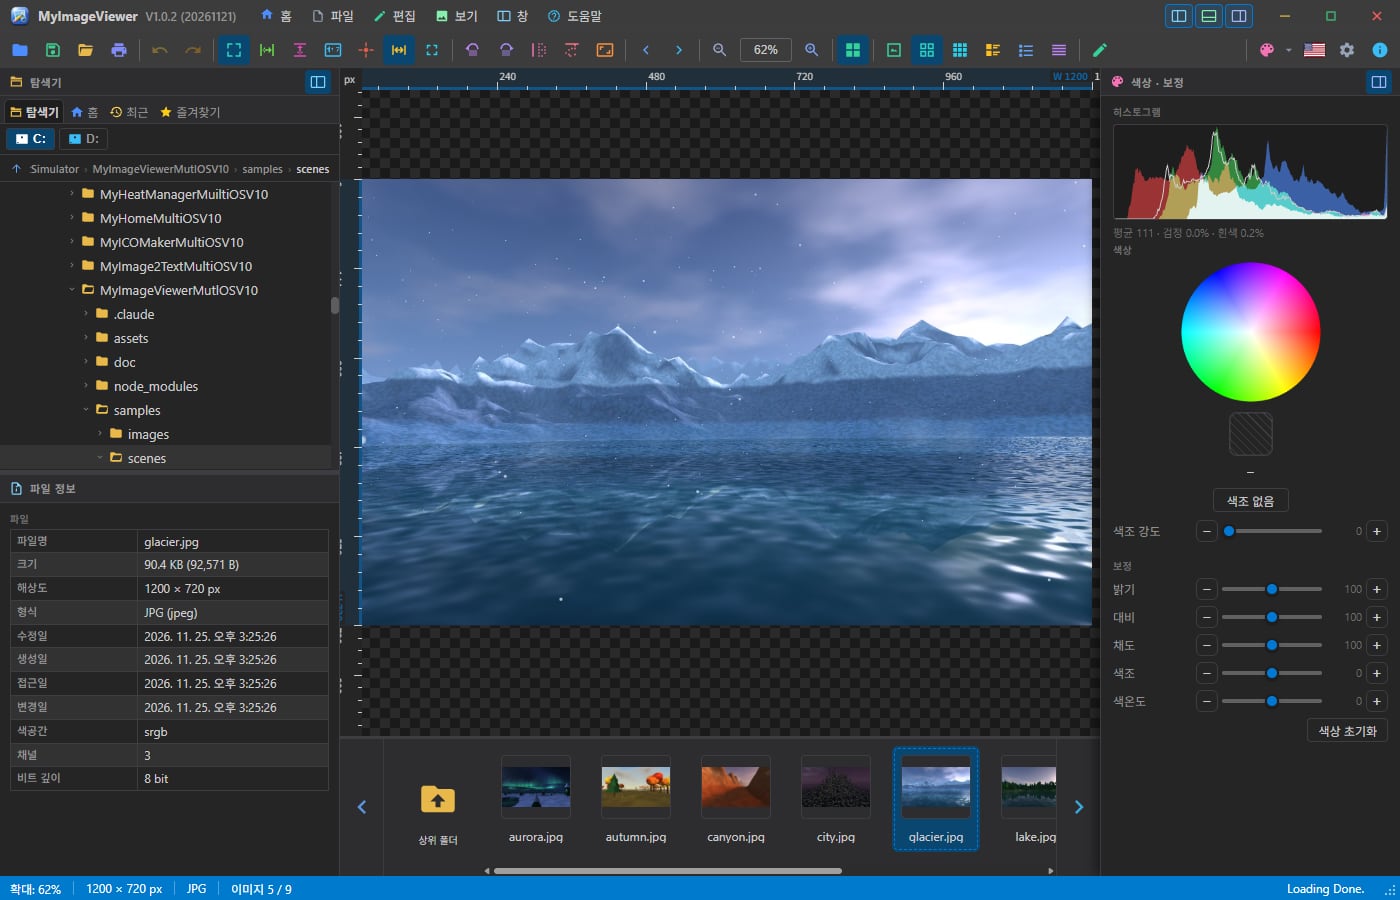 MyImageViewer V1.0.2 (20261121) 홈 파일 편집 보기 창 도움말
62%
탐색기
탐색기 홈 최근 즐겨찾기
C: D:
Simulator › MyImageViewerMutlOSV10 › samples › scenes
MyHeatManagerMuiltiOSV10
MyHomeMultiOSV10
MyICOMakerMultiOSV10
MyImage2TextMultiOSV10
MyImageViewerMutlOSV10
.claude
assets
doc
node_modules
samples
images
scenes
파일 정보
파일
파일명 glacier.jpg
크기 90.4 KB (92,571 B)
해상도 1200 × 720 px
형식 JPG (jpeg)
수정일 2026. 11. 25. 오후 3:25:26
생성일 2026. 11. 25. 오후 3:25:26
접근일 2026. 11. 25. 오후 3:25:26
변경일 2026. 11. 25. 오후 3:25:26
색공간 srgb
채널 3
비트 깊이 8 bit
px 240 480 720 960 W 1200
상위 폴더 aurora.jpg autumn.jpg canyon.jpg city.jpg glacier.jpg lake.jpg
색상 · 보정
히스토그램
평균 111 · 검정 0.0% · 흰색 0.2%
색상
–
색조 없음
색조 강도 − 0 +
보정
밝기 − 100 +
대비 − 100 +
채도 − 100 +
색조 − 0 +
색온도 − 0 +
색상 초기화
확대: 62% 1200 × 720 px JPG 이미지 5 / 9 Loading Done.